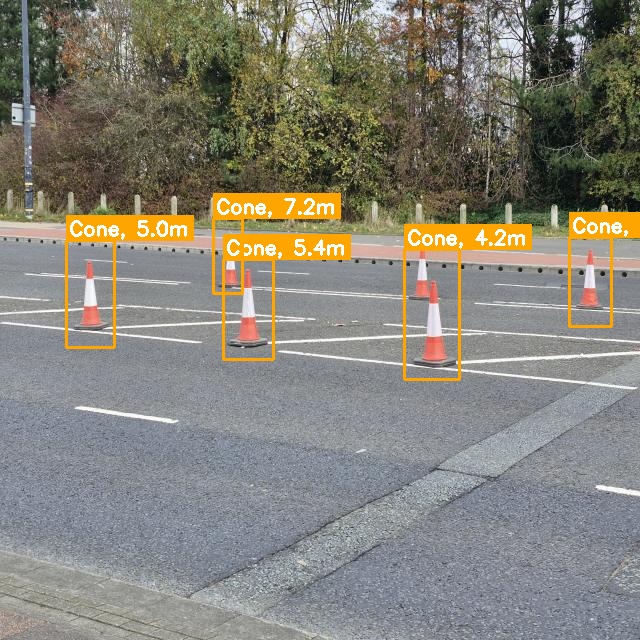 Cone, 7.2m
Cone, 5.0m
Cone, 5.4m
Cone, 4.2m
Cone,